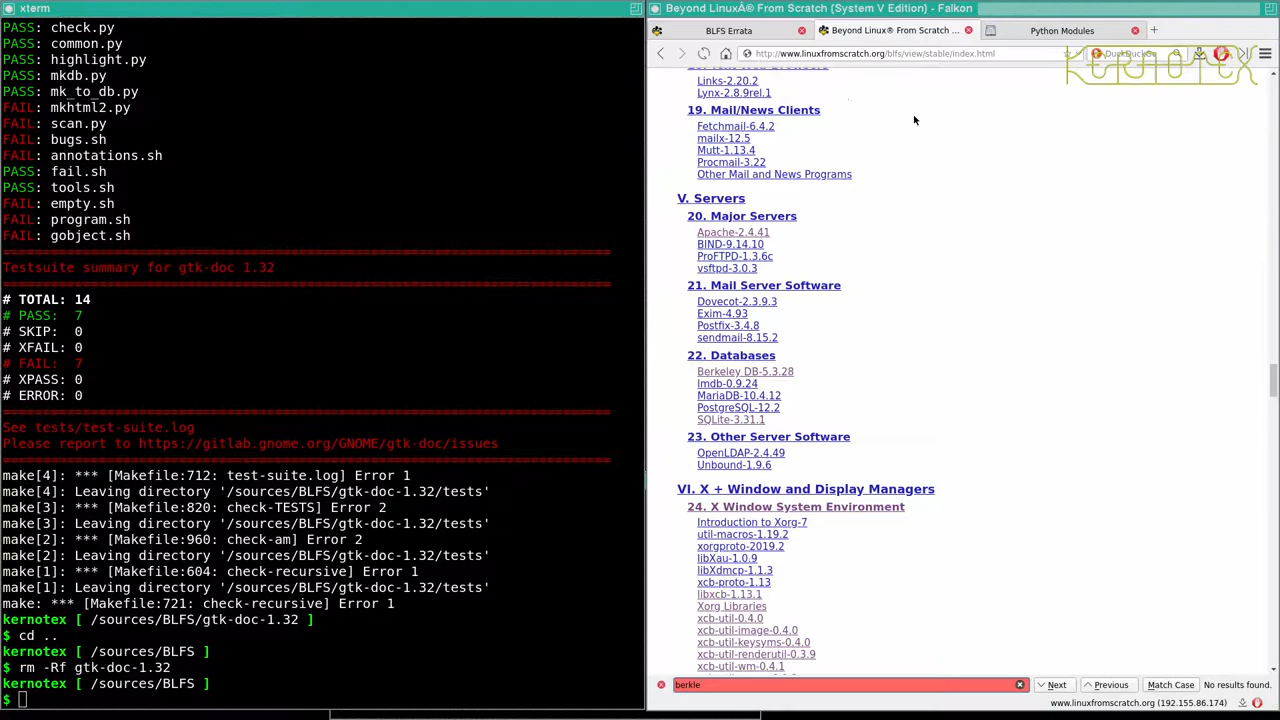 xterm
PASS: check.py
PASS: common.py
PASS: highlight.py
PASS: mkdb.py
PASS: mk_to_db.py
FAIL: mkhtml2.py
FAIL: scan.py
FAIL: bugs.sh
FAIL: annotations.sh
PASS: fail.sh
PASS: tools.sh
FAIL: empty.sh
FAIL: program.sh
FAIL: gobject.sh
============================================================================
Testsuite summary for gtk-doc 1.32
============================================================================
# TOTAL: 14
# PASS:  7
# SKIP:  0
# XFAIL: 0
# FAIL:  7
# XPASS: 0
# ERROR: 0
============================================================================
See tests/test-suite.log
Please report to https://gitlab.gnome.org/GNOME/gtk-doc/issues
============================================================================
make[4]: *** [Makefile:712: test-suite.log] Error 1
make[4]: Leaving directory '/sources/BLFS/gtk-doc-1.32/tests'
make[3]: *** [Makefile:820: check-TESTS] Error 2
make[3]: Leaving directory '/sources/BLFS/gtk-doc-1.32/tests'
make[2]: *** [Makefile:960: check-am] Error 2
make[2]: Leaving directory '/sources/BLFS/gtk-doc-1.32/tests'
make[1]: *** [Makefile:604: check-recursive] Error 1
make[1]: Leaving directory '/sources/BLFS/gtk-doc-1.32/tests'
make: *** [Makefile:721: check-recursive] Error 1
kernotex [ /sources/BLFS/gtk-doc-1.32 ]
$ cd ..
kernotex [ /sources/BLFS ]
$ rm -Rf gtk-doc-1.32
kernotex [ /sources/BLFS ]
$
Beyond LinuxÂ® From Scratch (System V Edition) - Falkon
BLFS Errata
Beyond Linux® From Scratch ...
Python Modules
http://www.linuxfromscratch.org/blfs/view/stable/index.html
DuckDuckGo
KERNOTEX
Links-2.20.2
Lynx-2.8.9rel.1
19. Mail/News Clients
Fetchmail-6.4.2
mailx-12.5
Mutt-1.13.4
Procmail-3.22
Other Mail and News Programs
V. Servers
20. Major Servers
Apache-2.4.41
BIND-9.14.10
ProFTPD-1.3.6c
vsftpd-3.0.3
21. Mail Server Software
Dovecot-2.3.9.3
Exim-4.93
Postfix-3.4.8
sendmail-8.15.2
22. Databases
Berkeley DB-5.3.28
lmdb-0.9.24
MariaDB-10.4.12
PostgreSQL-12.2
SQLite-3.31.1
23. Other Server Software
OpenLDAP-2.4.49
Unbound-1.9.6
VI. X + Window and Display Managers
24. X Window System Environment
Introduction to Xorg-7
util-macros-1.19.2
xorgproto-2019.2
libXau-1.0.9
libXdmcp-1.1.3
xcb-proto-1.13
libxcb-1.13.1
Xorg Libraries
xcb-util-0.4.0
xcb-util-image-0.4.0
xcb-util-keysyms-0.4.0
xcb-util-renderutil-0.3.9
xcb-util-wm-0.4.1
berkle
Next
Previous
Match Case
No results found.
www.linuxfromscratch.org (192.155.86.174)